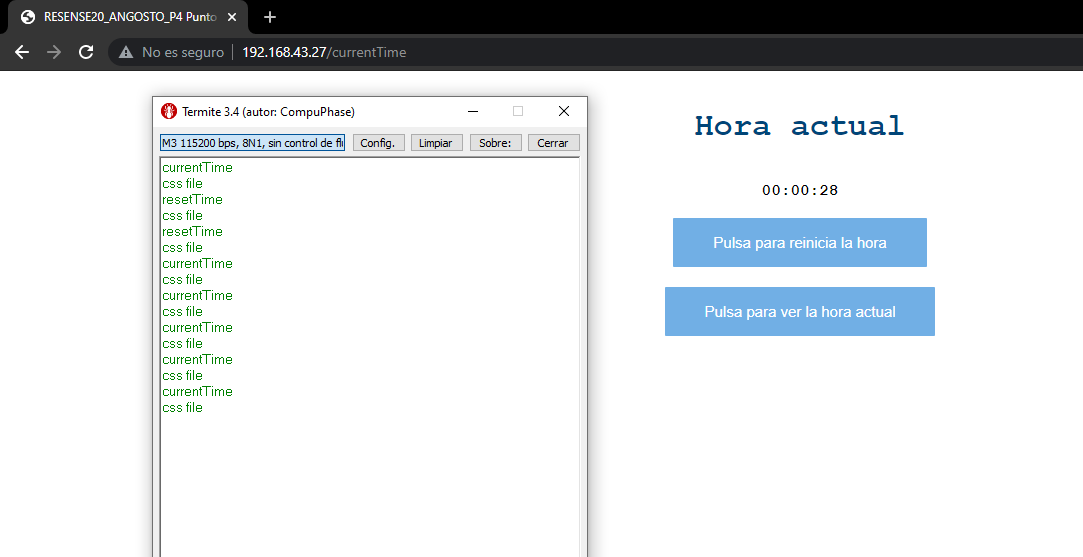 RESENSE20_ANGOSTO_P4 Punto
No es seguro 192.168.43.27/currentTime
Termite 3.4 (autor: CompuPhase)
M3 115200 bps, 8N1, sin control de flu
Config.
Limpiar
Sobre:
Cerrar
currentTime
css file
resetTime
css file
resetTime
css file
currentTime
css file
currentTime
css file
currentTime
css file
currentTime
css file
currentTime
css file
Hora actual
00:00:28
Pulsa para reinicia la hora
Pulsa para ver la hora actual